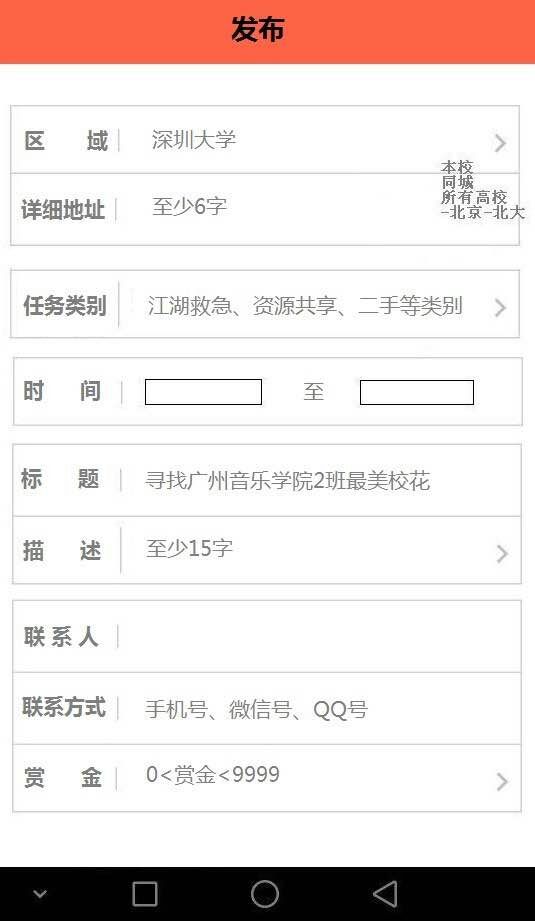 发布
区 域 深圳大学
本校
同城
所有高校
-北京-北大
详细地址 至少6字
任务类别 江湖救急、资源共享、二手等类别
时 间 至
标 题 寻找广州音乐学院2班最美校花
描 述 至少15字
联系人
联系方式 手机号、微信号、QQ号
赏 金 0<赏金<9999